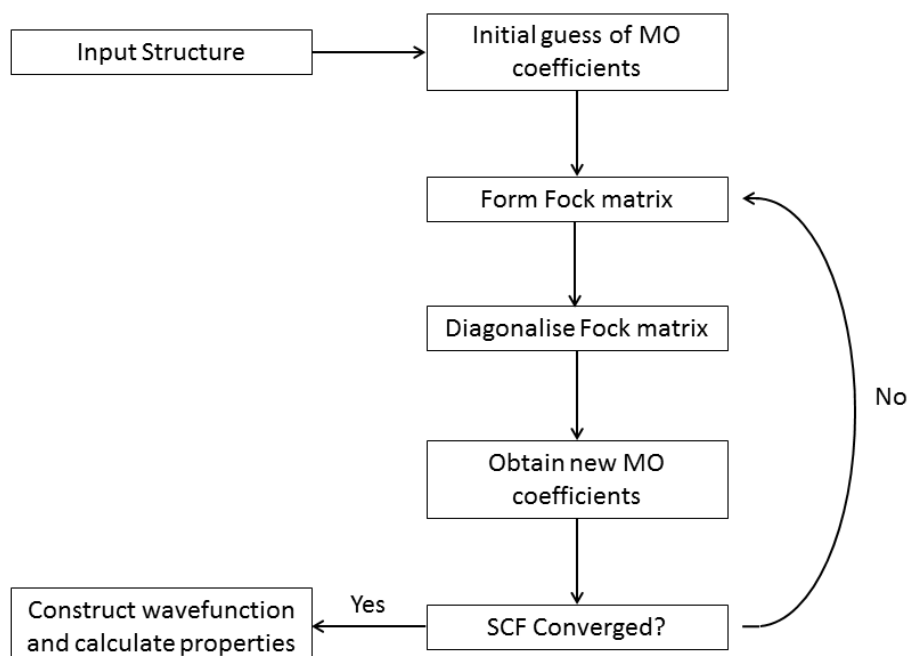 Input Structure
Initial guess of MO
coefficients
Form Fock matrix
Diagonalise Fock matrix
No
Obtain new MO
coefficients
SCF Converged?
Yes
Construct wavefunction
and calculate properties